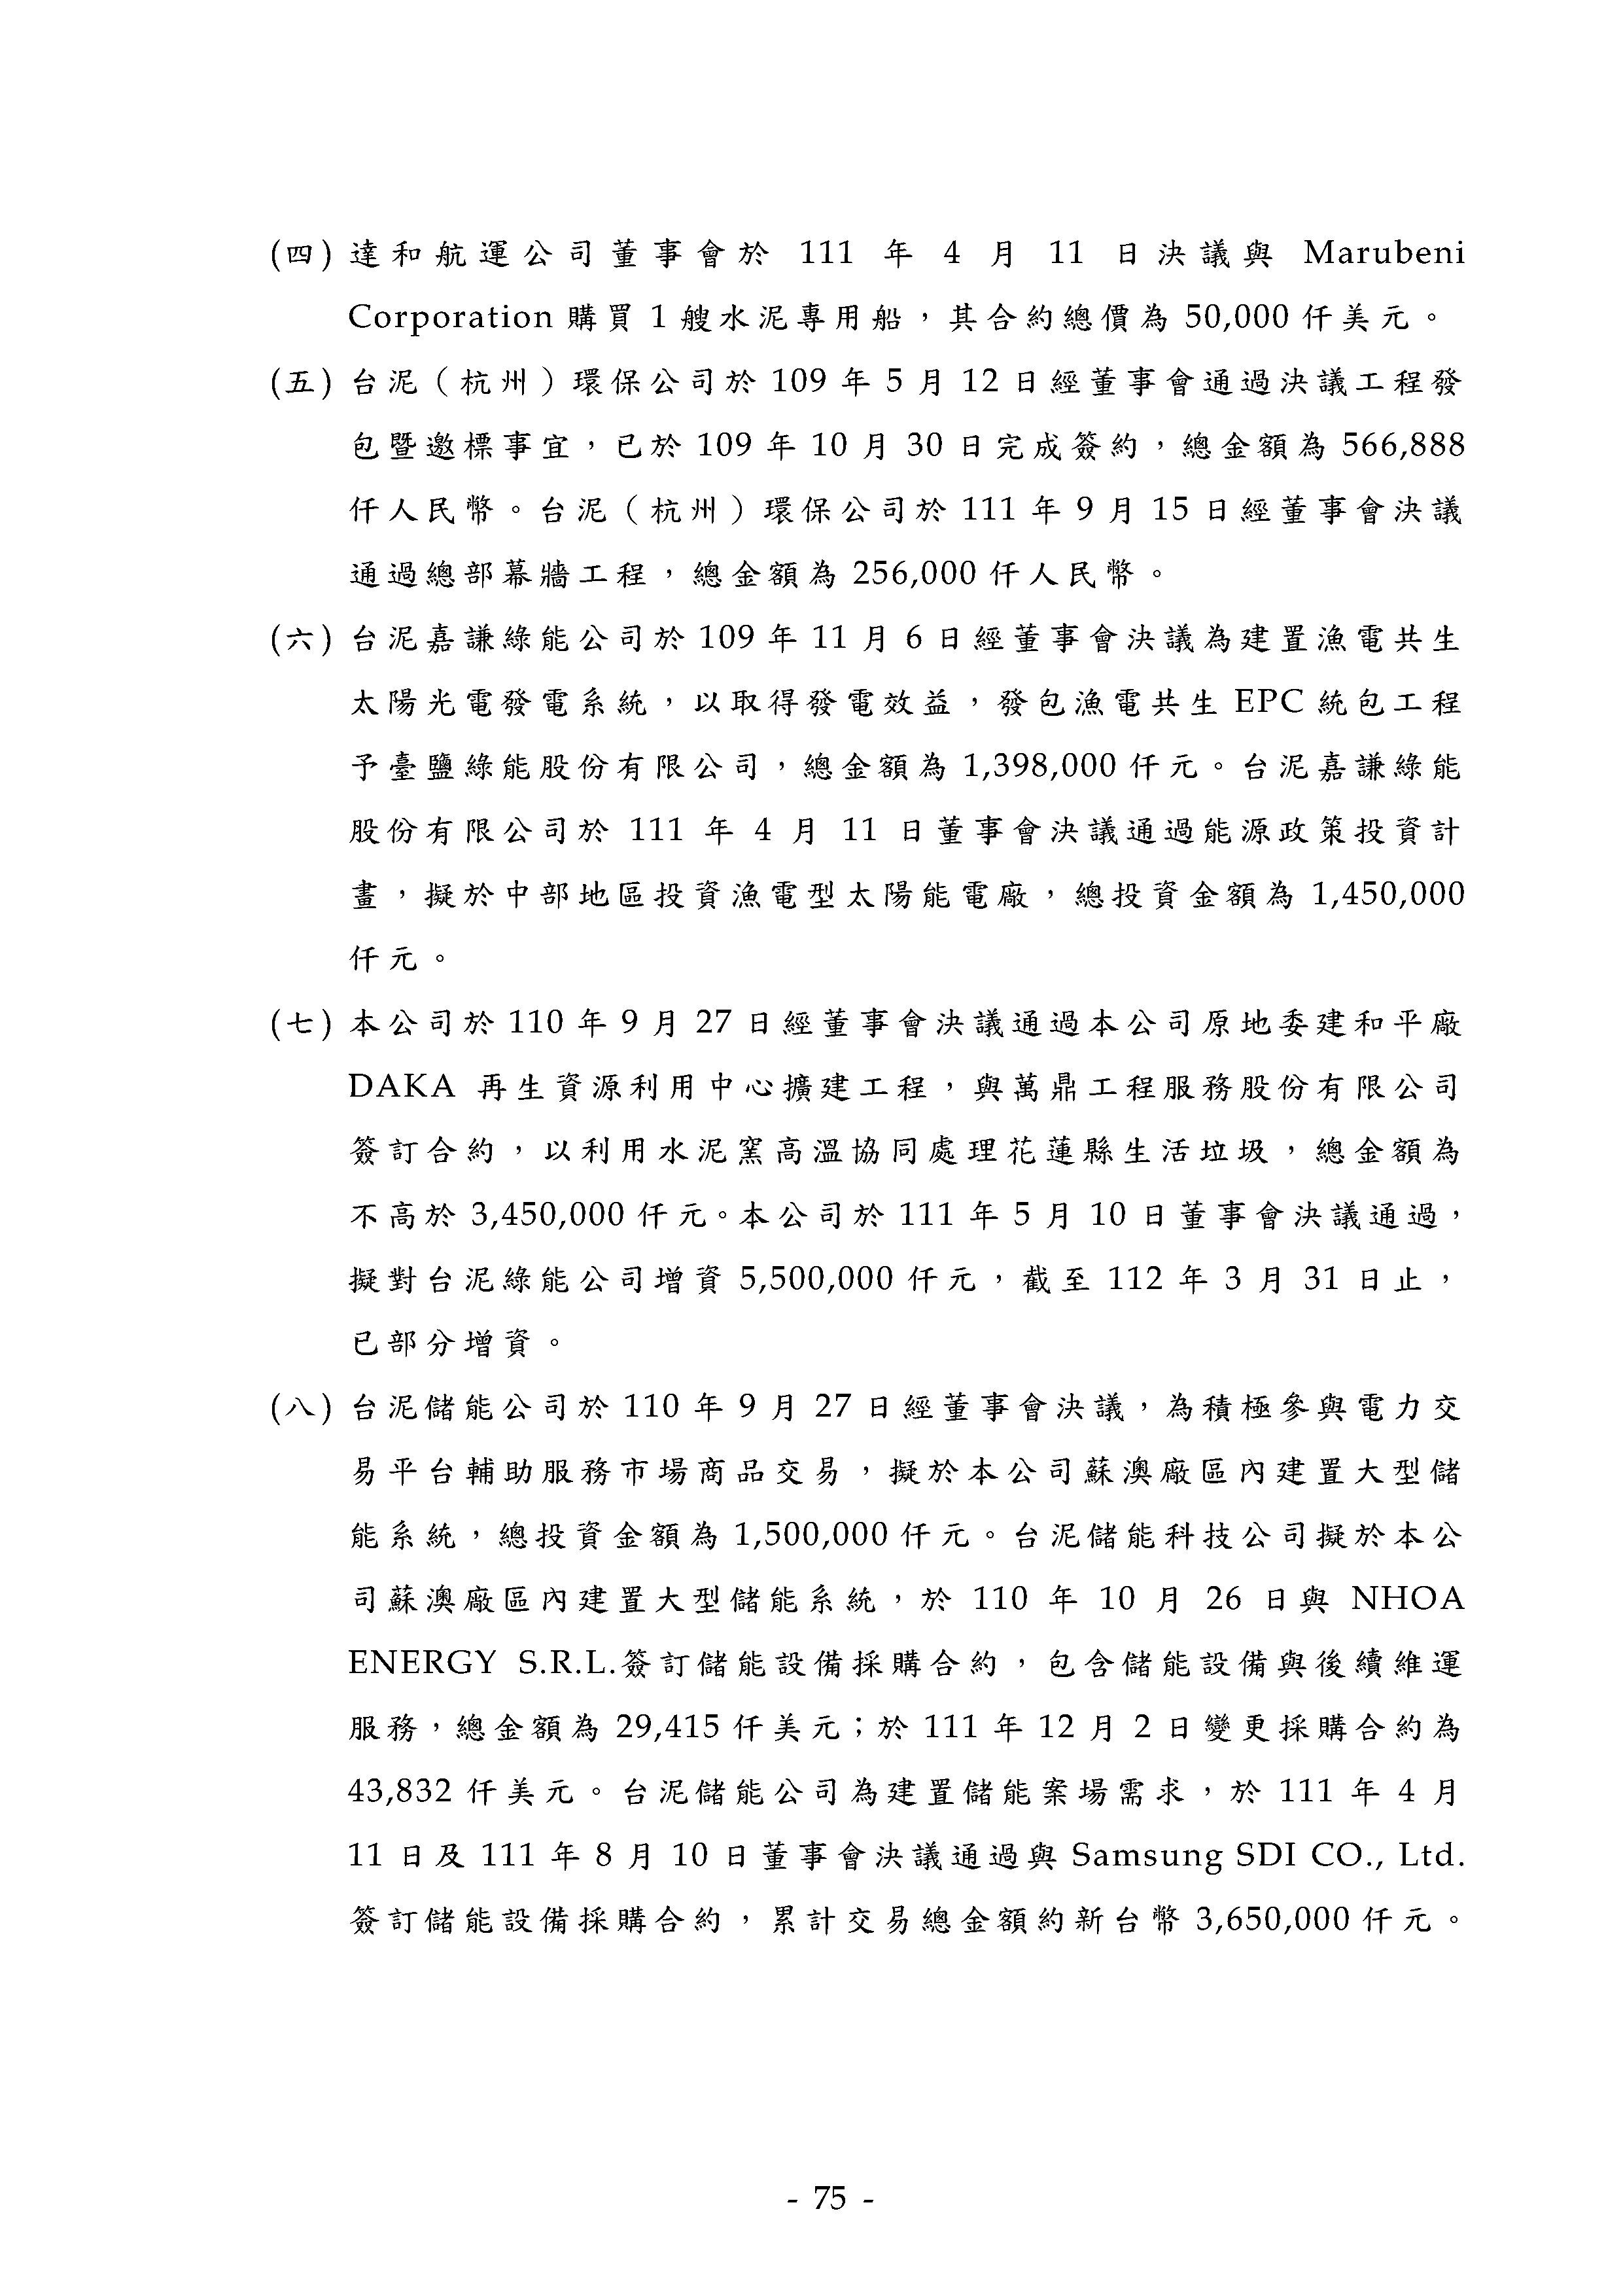 (四) 達和航運公司董事會於 111 年 4 月 11 日決議與 Marubeni
Corporation 購買 1 艘水泥專用船，其合約總價為 50,000 仟美元。
(五) 台泥（杭州）環保公司於 109 年 5 月 12 日經董事會通過決議工程發
包暨邀標事宜，已於 109 年 10 月 30 日完成簽約，總金額為 566,888
仟人民幣。台泥（杭州）環保公司於 111 年 9 月 15 日經董事會決議
通過總部幕牆工程，總金額為 256,000 仟人民幣。
(六) 台泥嘉謙綠能公司於 109 年 11 月 6 日經董事會決議為建置漁電共生
太陽光電發電系統，以取得發電效益，發包漁電共生 EPC 統包工程
予臺鹽綠能股份有限公司，總金額為 1,398,000 仟元。台泥嘉謙綠能
股份有限公司於 111 年 4 月 11 日董事會決議通過能源政策投資計
畫，擬於中部地區投資漁電型太陽能電廠，總投資金額為 1,450,000
仟元。
(七) 本公司於 110 年 9 月 27 日經董事會決議通過本公司原地委建和平廠
DAKA 再生資源利用中心擴建工程，與萬鼎工程服務股份有限公司
簽訂合約，以利用水泥窯高溫協同處理花蓮縣生活垃圾，總金額為
不高於 3,450,000 仟元。本公司於 111 年 5 月 10 日董事會決議通過，
擬對台泥綠能公司增資 5,500,000 仟元，截至 112 年 3 月 31 日止，
已部分增資。
(八) 台泥儲能公司於 110 年 9 月 27 日經董事會決議，為積極參與電力交
易平台輔助服務市場商品交易，擬於本公司蘇澳廠區內建置大型儲
能系統，總投資金額為 1,500,000 仟元。台泥儲能科技公司擬於本公
司蘇澳廠區內建置大型儲能系統，於 110 年 10 月 26 日與 NHOA
ENERGY S.R.L.簽訂儲能設備採購合約，包含儲能設備與後續維運
服務，總金額為 29,415 仟美元；於 111 年 12 月 2 日變更採購合約為
43,832 仟美元。台泥儲能公司為建置儲能案場需求，於 111 年 4 月
11 日及 111 年 8 月 10 日董事會決議通過與 Samsung SDI CO., Ltd.
簽訂儲能設備採購合約，累計交易總金額約新台幣 3,650,000 仟元。
- 75 -